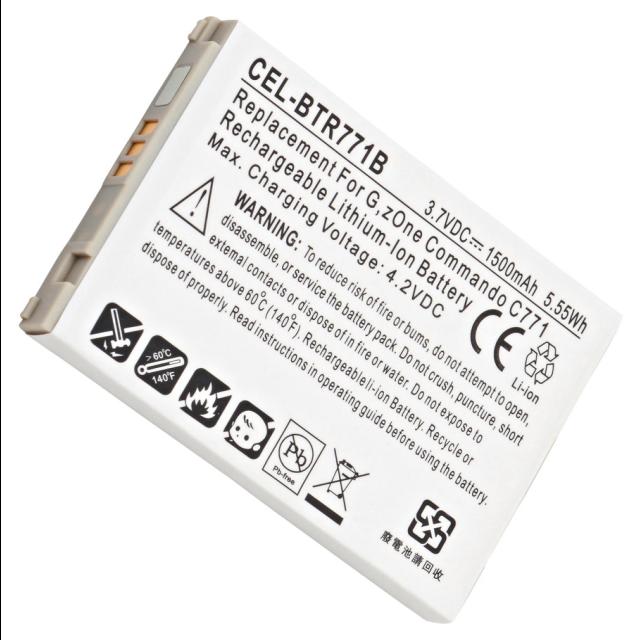 CEL-BTR771B
3.7VDC⎓ 1500mAh 5.55Wh
Replacement For G,zOne Commando C771
Rechargeable Lithium-Ion Battery
Max. Charging Voltage: 4.2VDC
CE
Li-ion
WARNING: To reduce risk of fire or burns, do not attempt to open,
disassemble, or service the battery pack. Do not crush, puncture, short
external contacts or dispose of in fire or water. Do not expose to
temperatures above 60°C (140°F). Rechargeable li-ion Battery. Recycle or
dispose of properly. Read the instructions in operating guide before using the battery.
>60°C
140°F
Pb
Pb-free
廢電池請回收